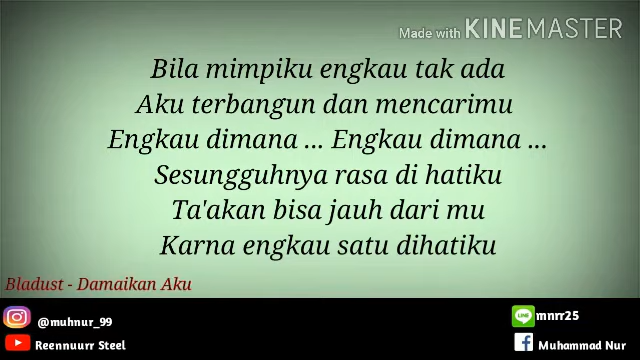 Made with KINEMASTER
Bila mimpiku engkau tak ada
Aku terbangun dan mencarimu
Engkau dimana ... Engkau dimana ...
Sesungguhnya rasa di hatiku
Ta'akan bisa jauh dari mu
Karna engkau satu dihatiku
Bladust - Damaikan Aku
@muhnur_99
LINE
mnrr25
Reennuurr Steel
Muhammad Nur